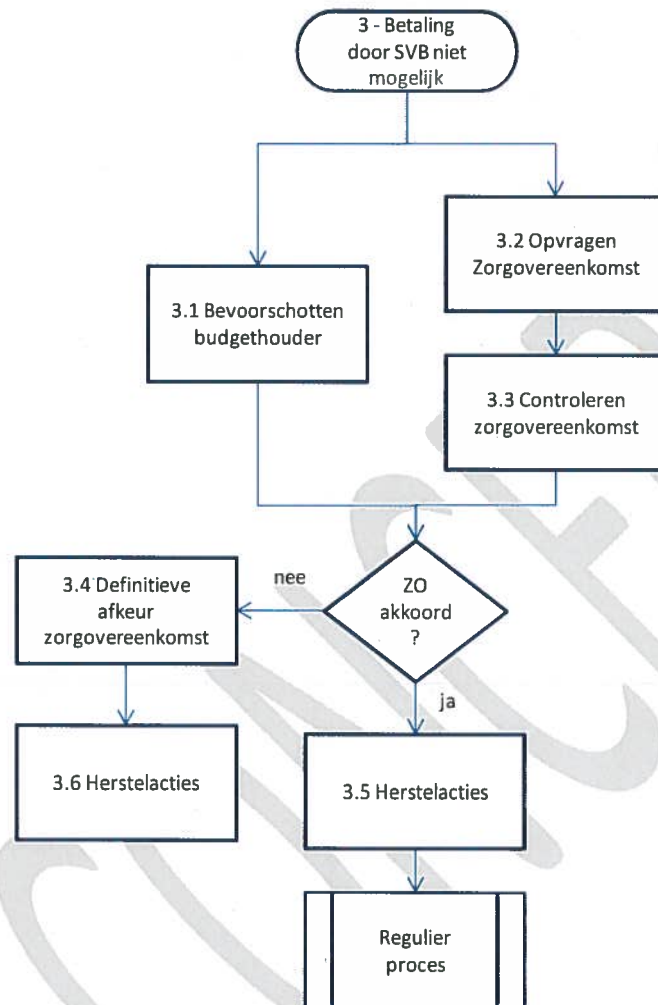 3 - Betaling
door SVB niet
mogelijk
3.2 Opvragen
Zorgovereenkomst
3.1 Bevoorschotten
budgethouder
3.3 Controleren
zorgovereenkomst
ZO
akkoord
?
nee
3.4 Definitieve
afkeur
zorgovereenkomst
ja
3.6 Herstelacties
3.5 Herstelacties
Regulier
proces